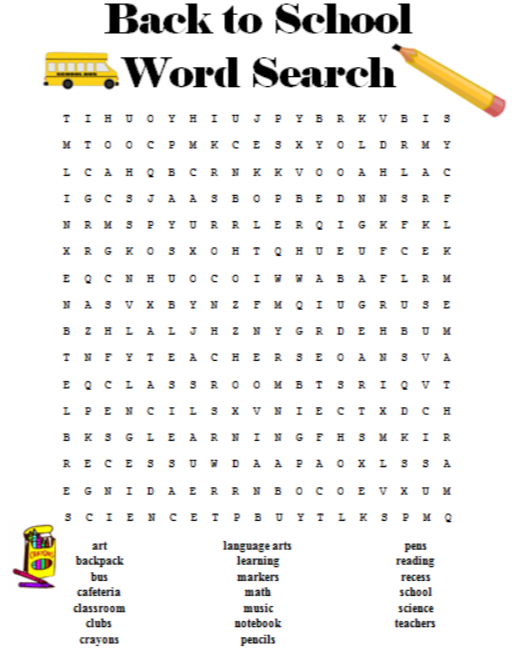 Back to School
SCHOOL BUS
Word Search
T I H U O Y H I U J P Y B R K V B I S
M T O O C P M K C E S X Y O L D R M Y
L C A H Q B C R N K K V O O A H L A C
I G C S J A A S B O P B E D N N S R F
N R M S P Y U R R L E R Q I G K F K L
X R G K O S X O H T Q H U E U F C E K
E Q C N H U O C O I W W A B A F L R M
N A S V X B Y N Z F M Q I U G R U S E
B Z H L A L J H Z N Y G R D E H B U M
T N F Y T E A C H E R S E O A N S V A
E Q C L A S S R O O M B T S R I Q V T
L P E N C I L S X V N I E C T X D C H
B K S G L E A R N I N G F H S M K I R
R E C E S S U W D A A P A O X L S S A
E G N I D A E R R N B O C O E V X U M
S C I E N C E T P B U Y T L K S P M Q
CRAYONS
art language arts pens
backpack learning reading
bus markers recess
cafeteria math school
classroom music science
clubs notebook teachers
crayons pencils